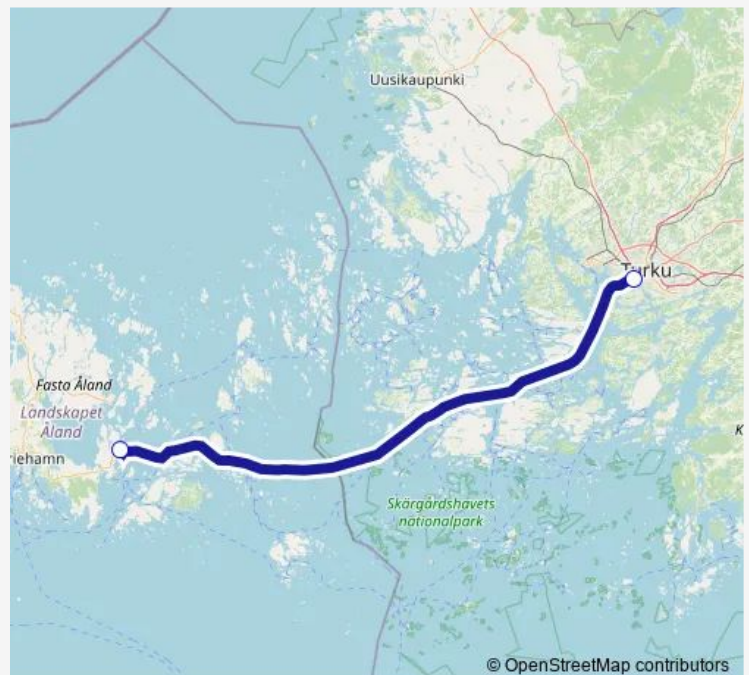 Uusikaupunki
Turku
Fasta Åland
Landskapet
Åland
riehamn
K
Skärgårdshavets
nationalpark
© OpenStreetMap contributors